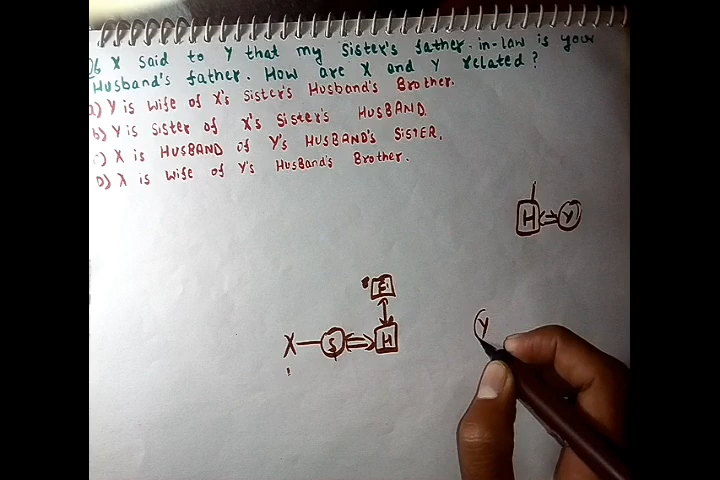 Q6 X Said to Y that my Sister's father-in-law is your
Husband's father. How are X and Y related?
a) Y is wife of X's Sister's Husband's Brother.
b) Y is Sister of X's Sister's HUSBAND.
c) X is HUSBAND of Y's HUSBAND'S SISTER.
D) X is wife of Y's Husband's Brother.
H Y
F
X S H
Y